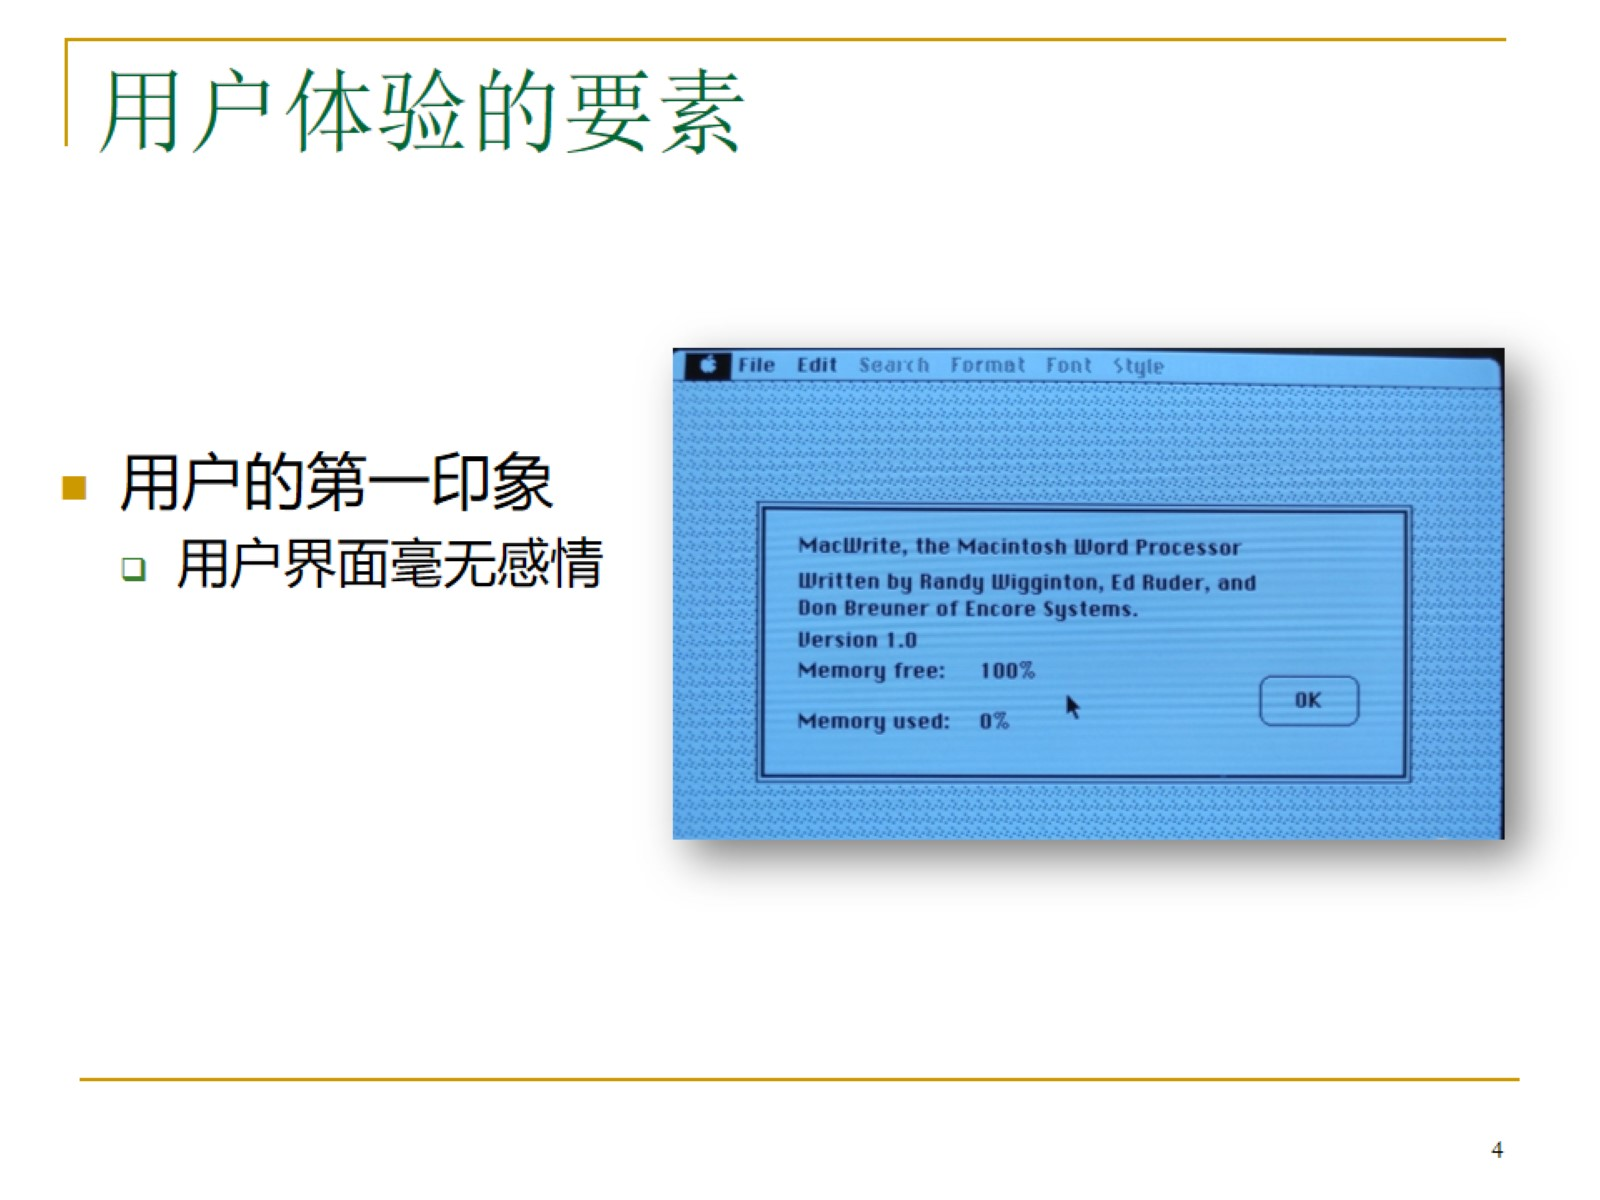 用户体验的要素
用户的第一印象
用户界面毫无感情
File Edit Search Format Font Style
MacWrite, the Macintosh Word Processor
Written by Randy Wigginton, Ed Ruder, and
Don Breuner of Encore Systems.
Version 1.0
Memory free: 100%
OK
Memory used: 0%
4